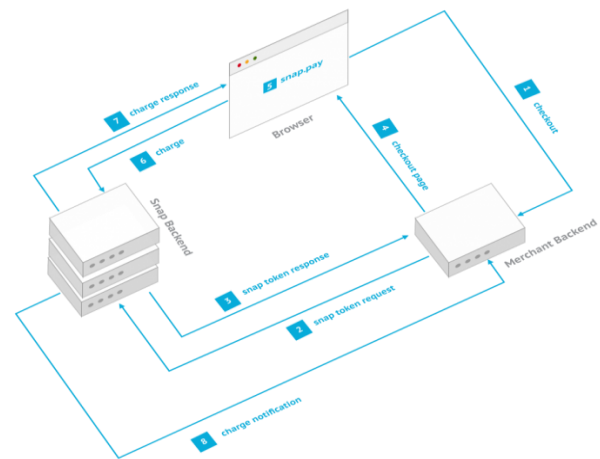 S snap.pay
Browser
1 checkout
7 charge response
6 charge
4 checkout page
Snap Backend
Merchant Backend
3 snap token response
2 snap token request
8 charge notification